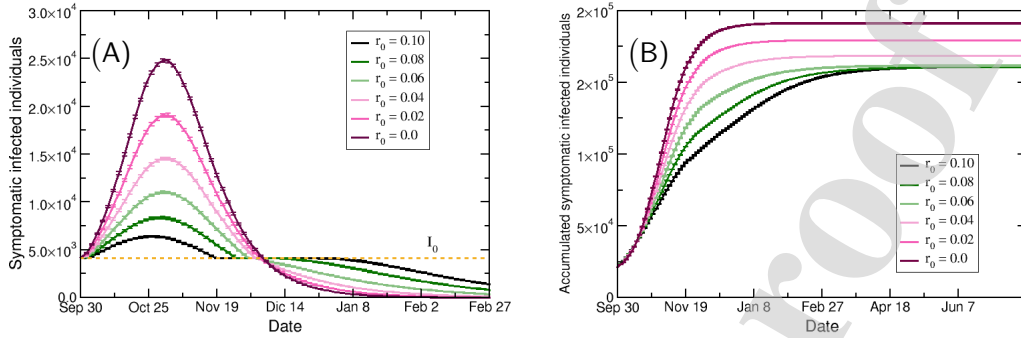 (A)
Symptomatic infected individuals
3.0×10⁴
2.5×10⁴
2.0×10⁴
1.5×10⁴
1.0×10⁴
5.0×10³
0.0
r₀ = 0.10
r₀ = 0.08
r₀ = 0.06
r₀ = 0.04
r₀ = 0.02
r₀ = 0.0
I₀
Sep 30 Oct 25 Nov 19 Dic 14 Jan 8 Feb 2 Feb 27
Date
(B)
Accumulated symptomatic infected individuals
2×10⁵
2×10⁵
1×10⁵
5×10⁴
0
r₀ = 0.10
r₀ = 0.08
r₀ = 0.06
r₀ = 0.04
r₀ = 0.02
r₀ = 0.0
Sep 30 Nov 19 Jan 8 Feb 27 Apr 18 Jun 7
Date
roof